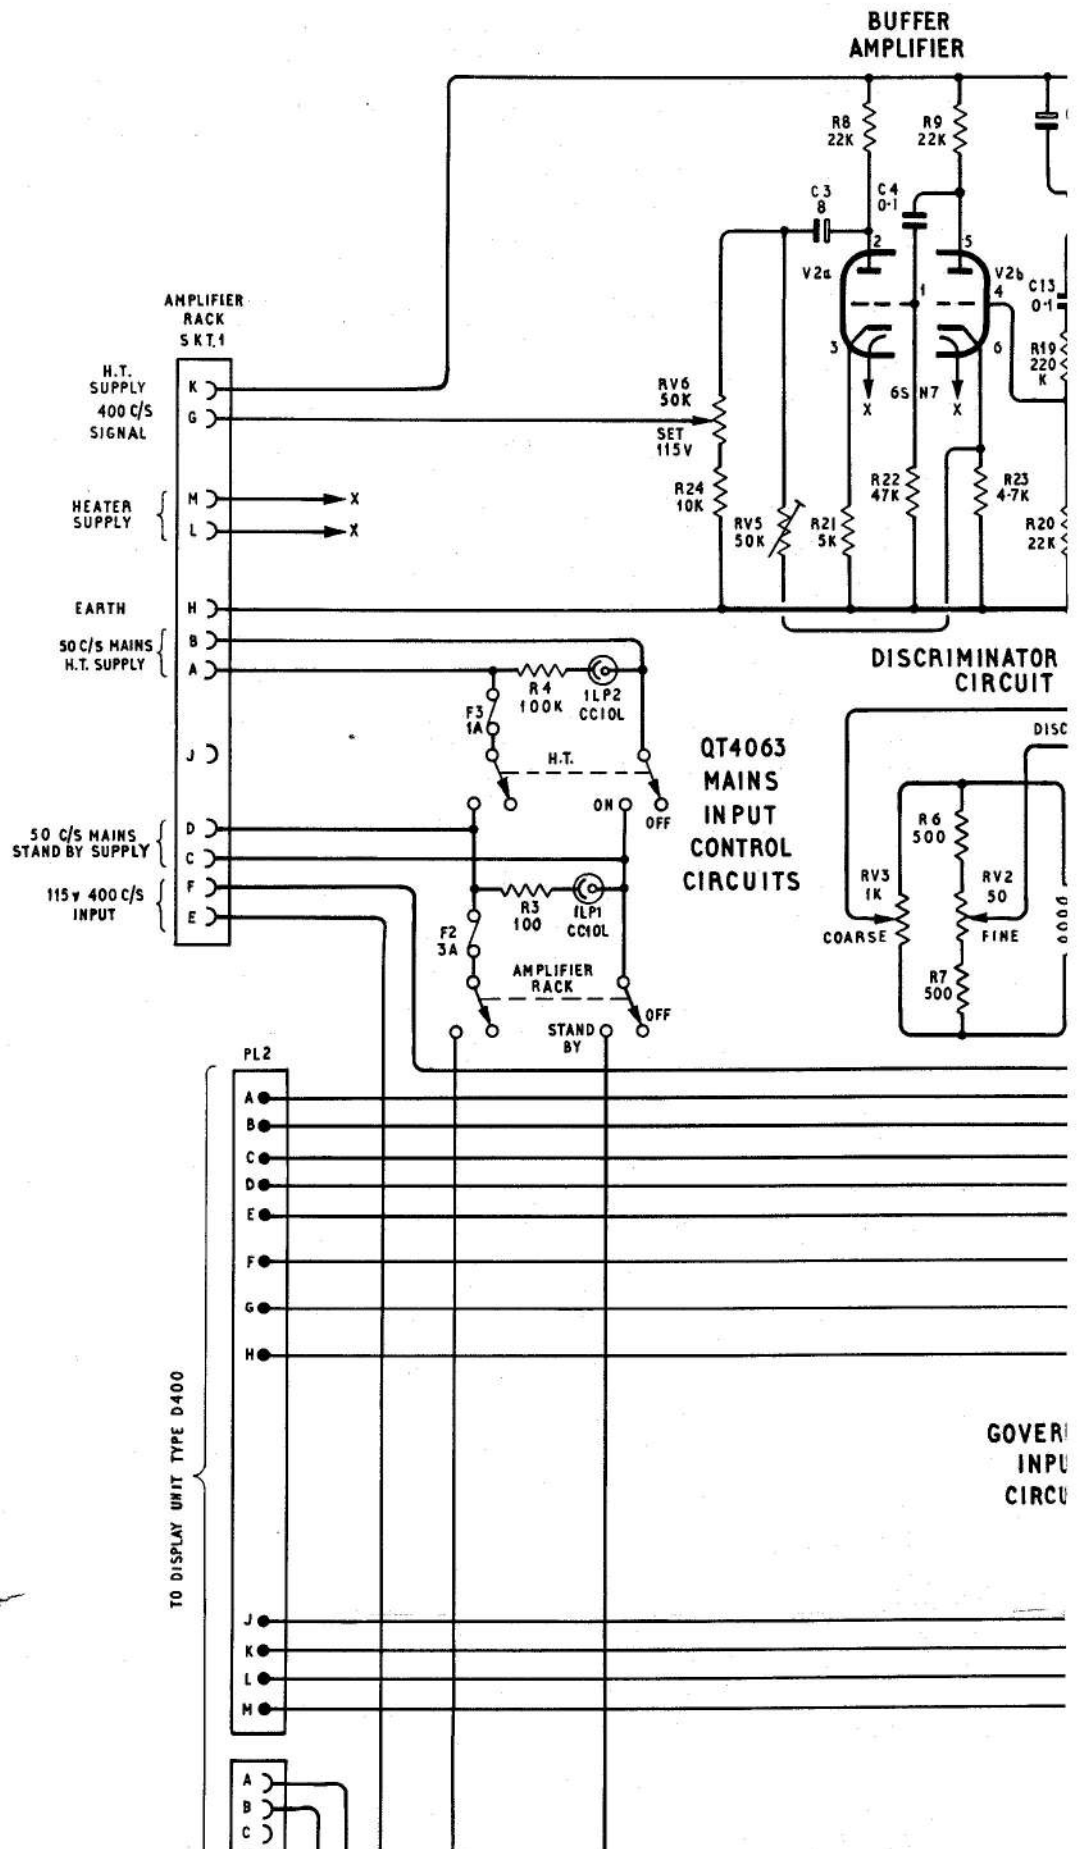 BUFFER
AMPLIFIER
R8
22K
R9
22K
C3
8
C4
0·1
2
5
V2a
V2b
4
1
C13
0·1
3
6
R19
220
K
6SN7
X
X
AMPLIFIER
RACK
SKT.1
H.T.
SUPPLY
K
400 C/S
SIGNAL
G
RV6
50K
SET
115V
R24
10K
RV5
50K
R21
5K
R22
47K
R23
4·7K
R20
22K
HEATER
SUPPLY
M
X
L
X
EARTH
H
50 C/S MAINS
H.T. SUPPLY
B
A
R4
100K
1LP2
CC10L
F3
1A
H.T.
J
ON
OFF
QT4063
MAINS
INPUT
CONTROL
CIRCUITS
DISCRIMINATOR
CIRCUIT
DISC
R6
500
RV3
1K
RV2
50
COARSE
FINE
R7
500
50 C/S MAINS
STAND BY SUPPLY
D
C
115v 400 C/S
INPUT
F
E
R3
100
1LP1
CC10L
F2
3A
AMPLIFIER
RACK
STAND
BY
OFF
PL2
A
B
C
D
E
F
G
H
TO DISPLAY UNIT TYPE D400
GOVER
INPU
CIRCU
J
K
L
M
A
B
C